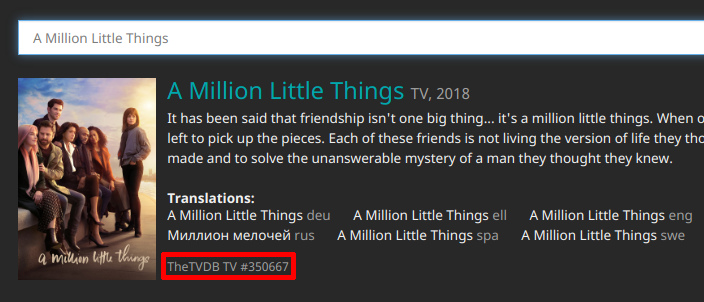 A Million Little Things
A Million Little Things TV, 2018
It has been said that friendship isn't one big thing... it's a million little things. When o
left to pick up the pieces. Each of these friends is not living the version of life they tho
made and to solve the unanswerable mystery of a man they thought they knew.
Translations:
A Million Little Things deu A Million Little Things ell A Million Little Things eng
Миллион мелочей rus A Million Little Things spa A Million Little Things swe
a million little things
TheTVDB TV #350667